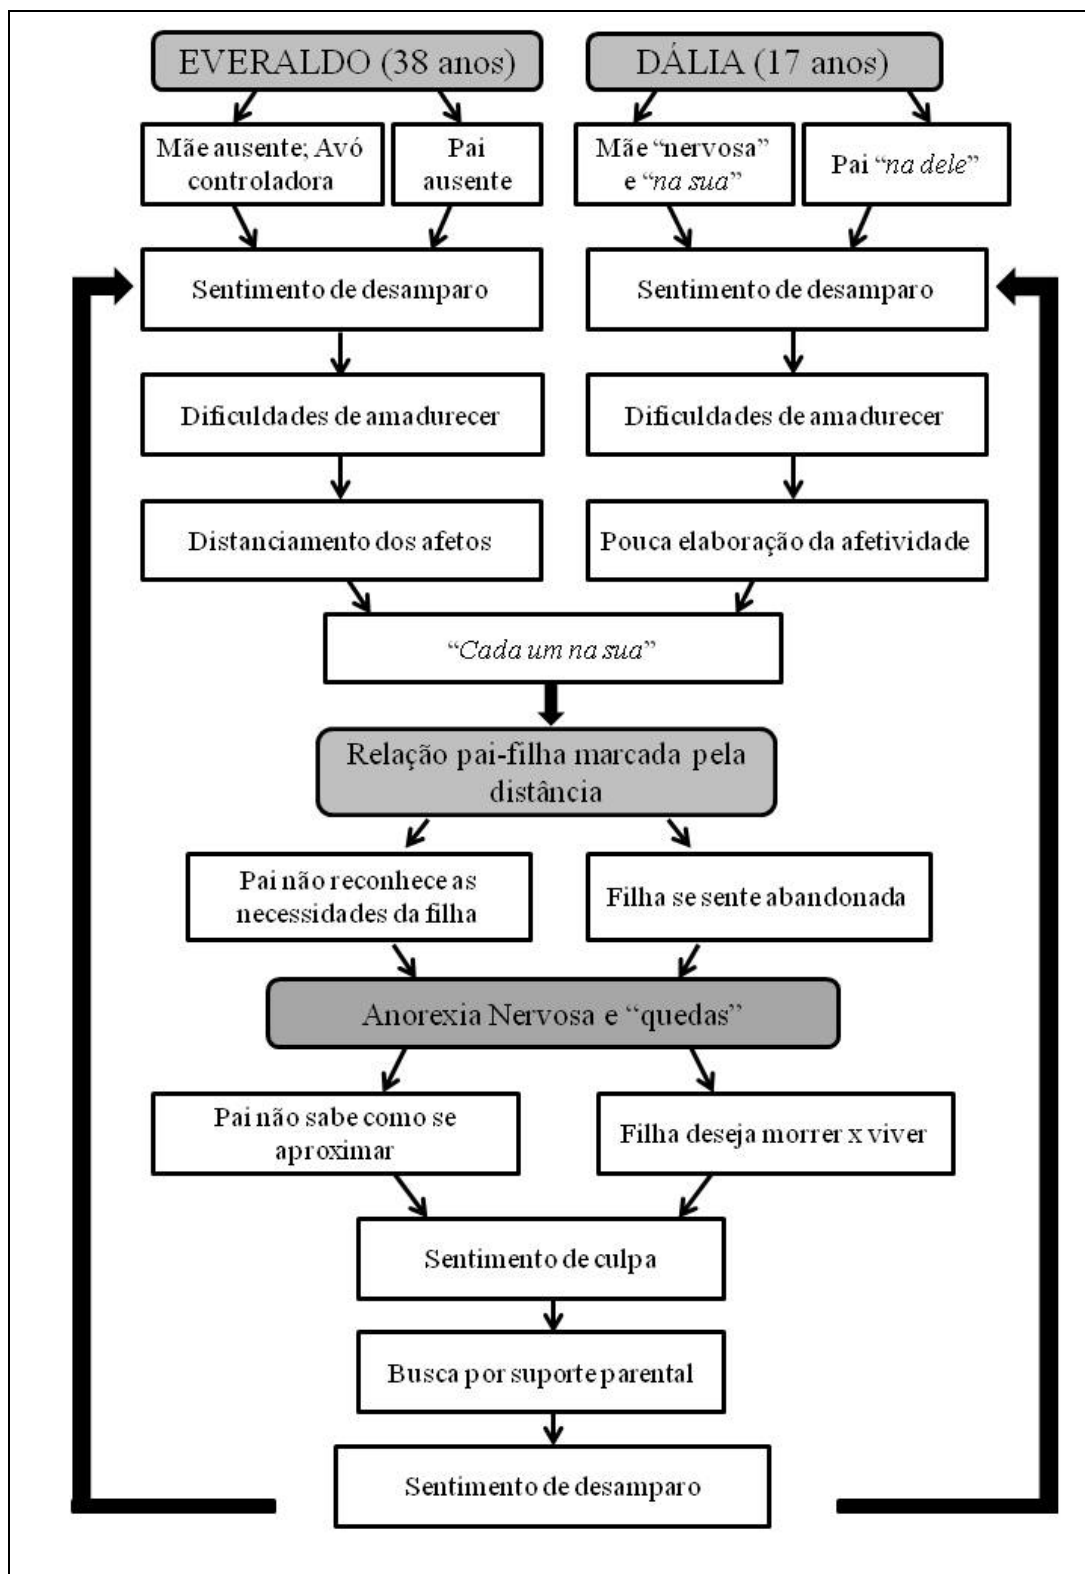 EVERALDO (38 anos)
DÁLIA (17 anos)
Mãe ausente; Avó
controladora
Pai
ausente
Mãe “nervosa”
e “na sua”
Pai “na dele”
Sentimento de desamparo
Sentimento de desamparo
Dificuldades de amadurecer
Dificuldades de amadurecer
Distanciamento dos afetos
Pouca elaboração da afetividade
“Cada um na sua”
Relação pai-filha marcada pela
distância
Pai não reconhece as
necessidades da filha
Filha se sente abandonada
Anorexia Nervosa e “quedas”
Pai não sabe como se
aproximar
Filha deseja morrer x viver
Sentimento de culpa
Busca por suporte parental
Sentimento de desamparo